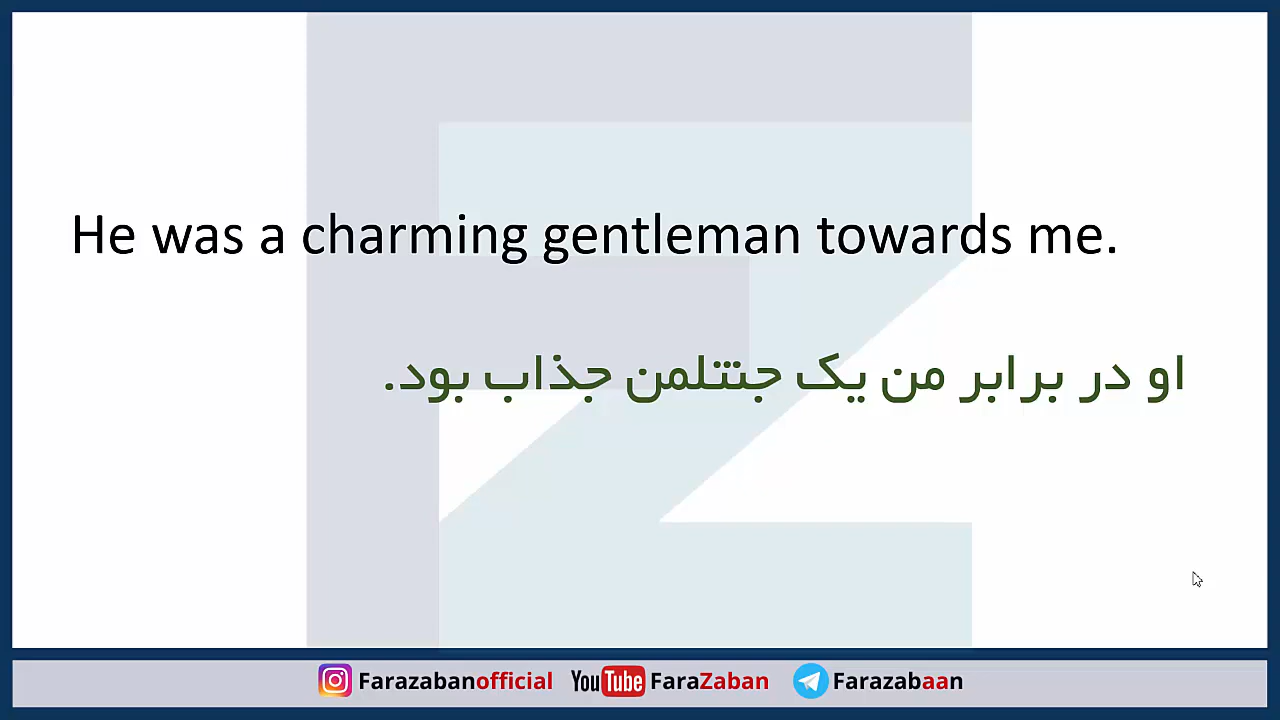 He was a charming gentleman towards me.
او در برابر من یک جنتلمن جذاب بود.
Farazabanofficial YouTube FaraZaban Farazabaan